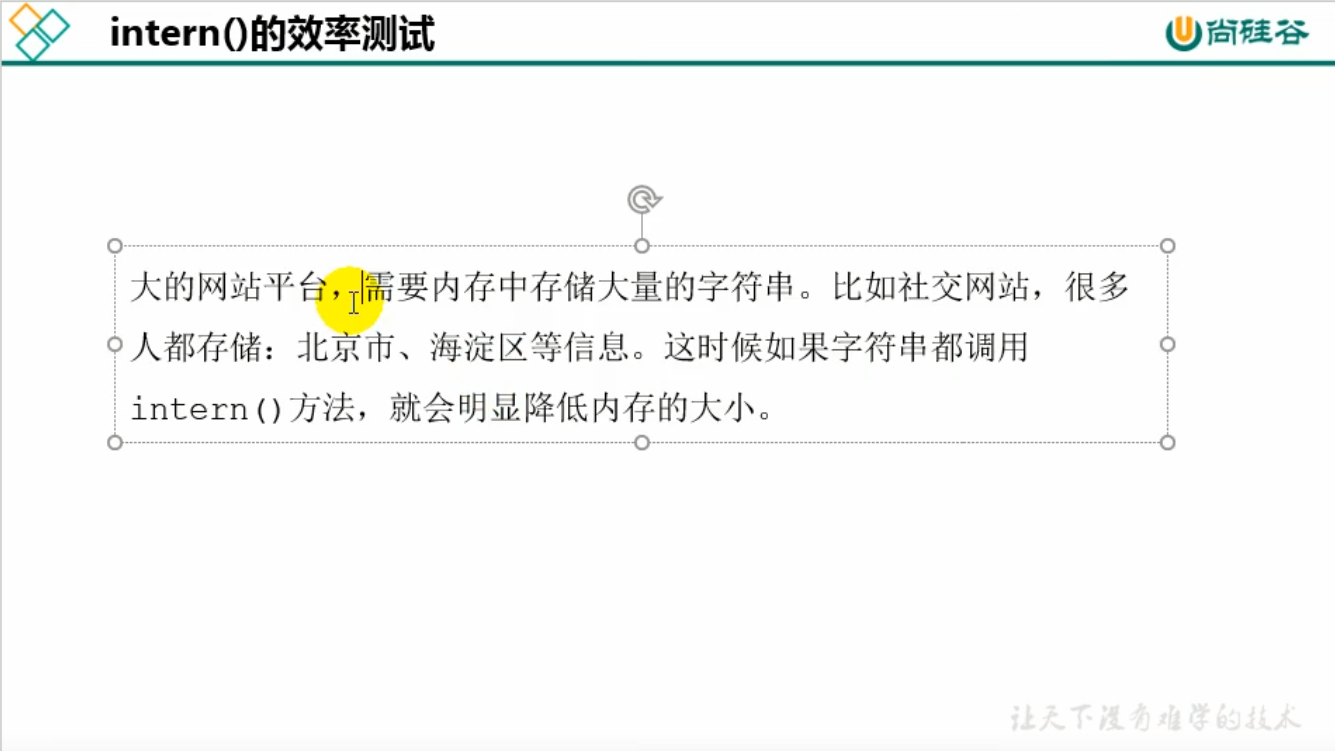 intern()的效率测试
尚硅谷
大的网站平台，需要内存中存储大量的字符串。比如社交网站，很多
人都存储：北京市、海淀区等信息。这时候如果字符串都调用
intern()方法，就会明显降低内存的大小。
让天下没有难学的技术